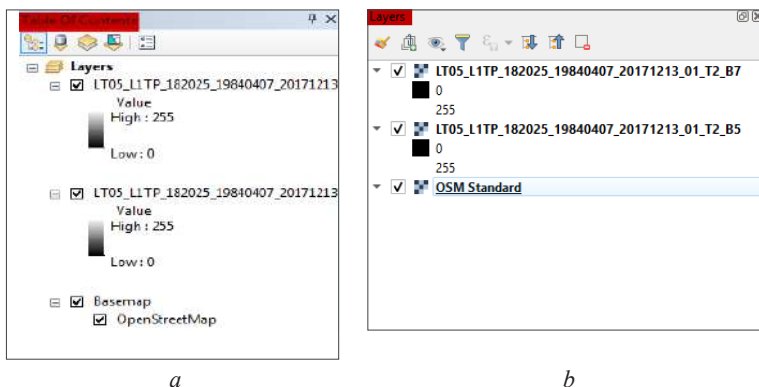 Table Of Contents
Layers
LT05_L1TP_182025_19840407_20171213
Value
High : 255
Low : 0
LT05_L1TP_182025_19840407_20171213
Value
High : 255
Low : 0
Basemap
OpenStreetMap
a
Layers
LT05_L1TP_182025_19840407_20171213_01_T2_B7
0
255
LT05_L1TP_182025_19840407_20171213_01_T2_B5
0
255
OSM Standard
b